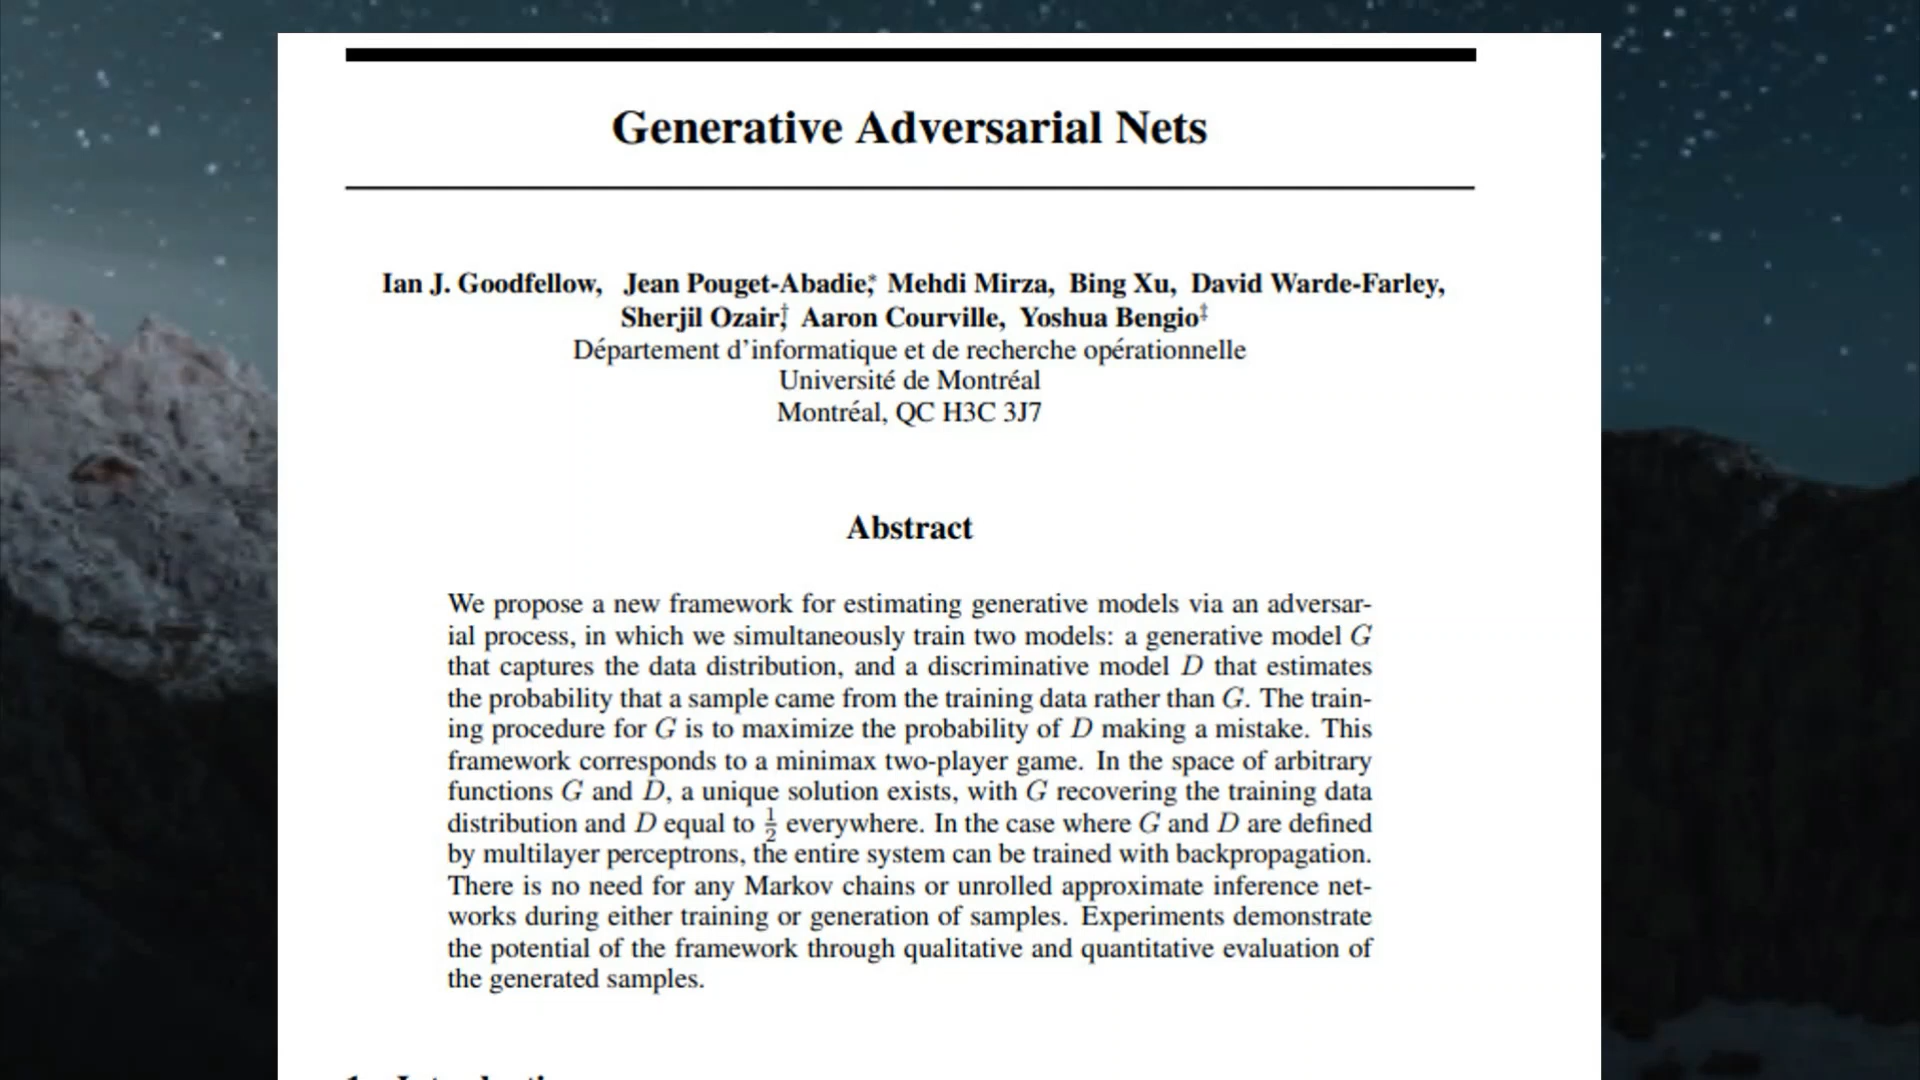 Generative Adversarial Nets
Ian J. Goodfellow, Jean Pouget-Abadie,* Mehdi Mirza, Bing Xu, David Warde-Farley,
Sherjil Ozair,† Aaron Courville, Yoshua Bengio‡
Département d’informatique et de recherche opérationnelle
Université de Montréal
Montréal, QC H3C 3J7
Abstract
We propose a new framework for estimating generative models via an adversar-
ial process, in which we simultaneously train two models: a generative model G
that captures the data distribution, and a discriminative model D that estimates
the probability that a sample came from the training data rather than G. The train-
ing procedure for G is to maximize the probability of D making a mistake. This
framework corresponds to a minimax two-player game. In the space of arbitrary
functions G and D, a unique solution exists, with G recovering the training data
distribution and D equal to 1/2 everywhere. In the case where G and D are defined
by multilayer perceptrons, the entire system can be trained with backpropagation.
There is no need for any Markov chains or unrolled approximate inference net-
works during either training or generation of samples. Experiments demonstrate
the potential of the framework through qualitative and quantitative evaluation of
the generated samples.